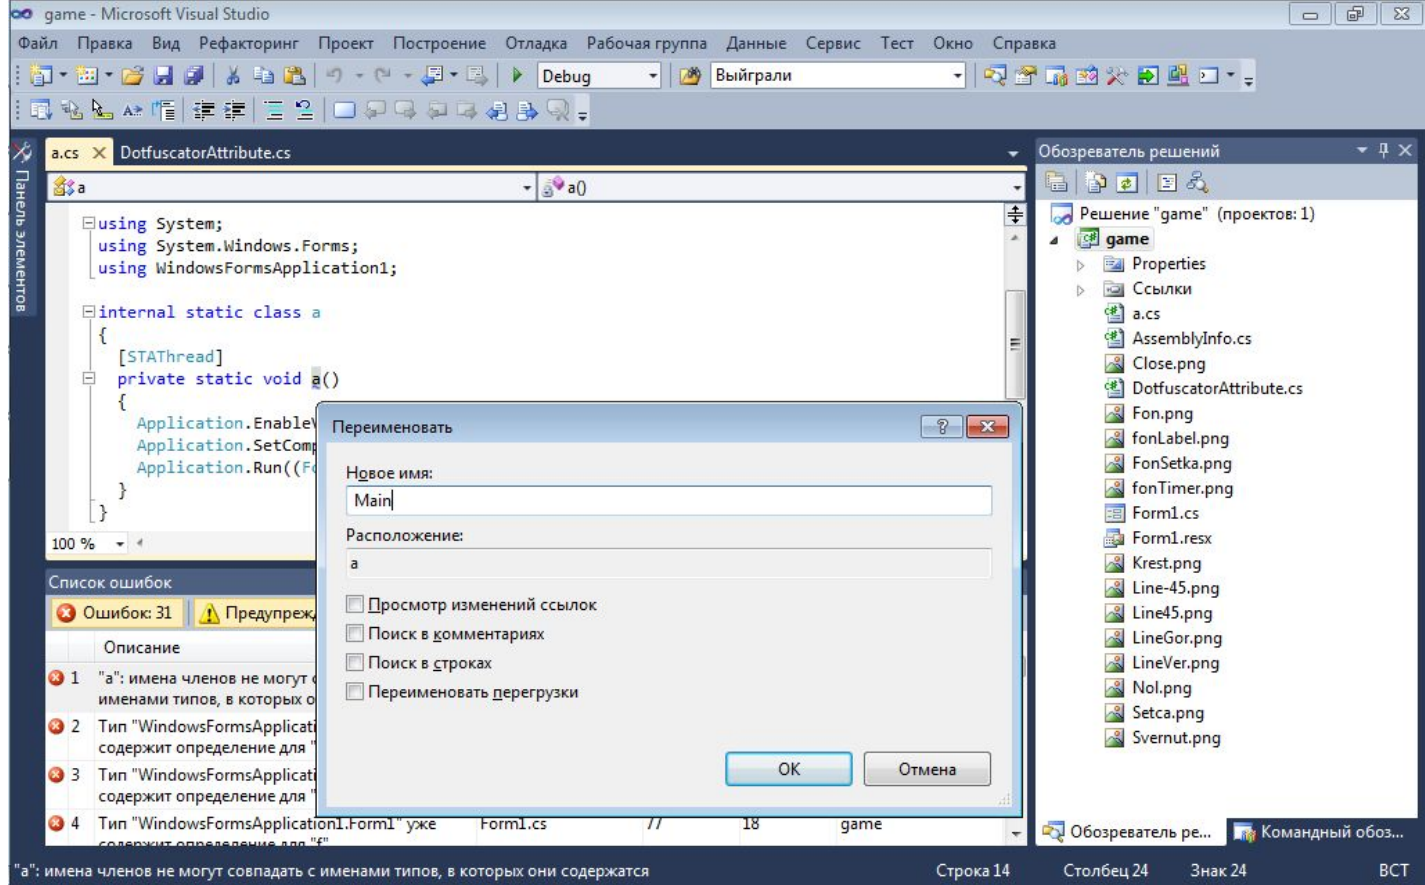 game - Microsoft Visual Studio
Файл Правка Вид Рефакторинг Проект Построение Отладка Рабочая группа Данные Сервис Тест Окно Справка
Debug Выйграли
Панель элементов
a.cs DotfuscatorAttribute.cs
a a()
using System;
using System.Windows.Forms;
using WindowsFormsApplication1;
internal static class a
{
[STAThread]
private static void a()
{
Application.EnableV
Application.SetComp
Application.Run((Fo
}
}
100 %
Список ошибок
Ошибок: 31 Предупрежд
Описание
1 "a": имена членов не могут с
именами типов, в которых о
2 Тип "WindowsFormsApplicati
содержит определение для "
3 Тип "WindowsFormsApplicati
содержит определение для "
4 Тип "WindowsFormsApplication1.Form1" уже Form1.cs 77 18 game
содержит определение для "f"
Переименовать
Новое имя:
Main
Расположение:
a
Просмотр изменений ссылок
Поиск в комментариях
Поиск в строках
Переименовать перегрузки
OK Отмена
Обозреватель решений
Решение "game" (проектов: 1)
game
Properties
Ссылки
a.cs
AssemblyInfo.cs
Close.png
DotfuscatorAttribute.cs
Fon.png
fonLabel.png
FonSetka.png
fonTimer.png
Form1.cs
Form1.resx
Krest.png
Line-45.png
Line45.png
LineGor.png
LineVer.png
Nol.png
Setca.png
Svernut.png
Обозреватель ре... Командный обоз...
"a": имена членов не могут совпадать с именами типов, в которых они содержатся Строка 14 Столбец 24 Знак 24 ВСТ